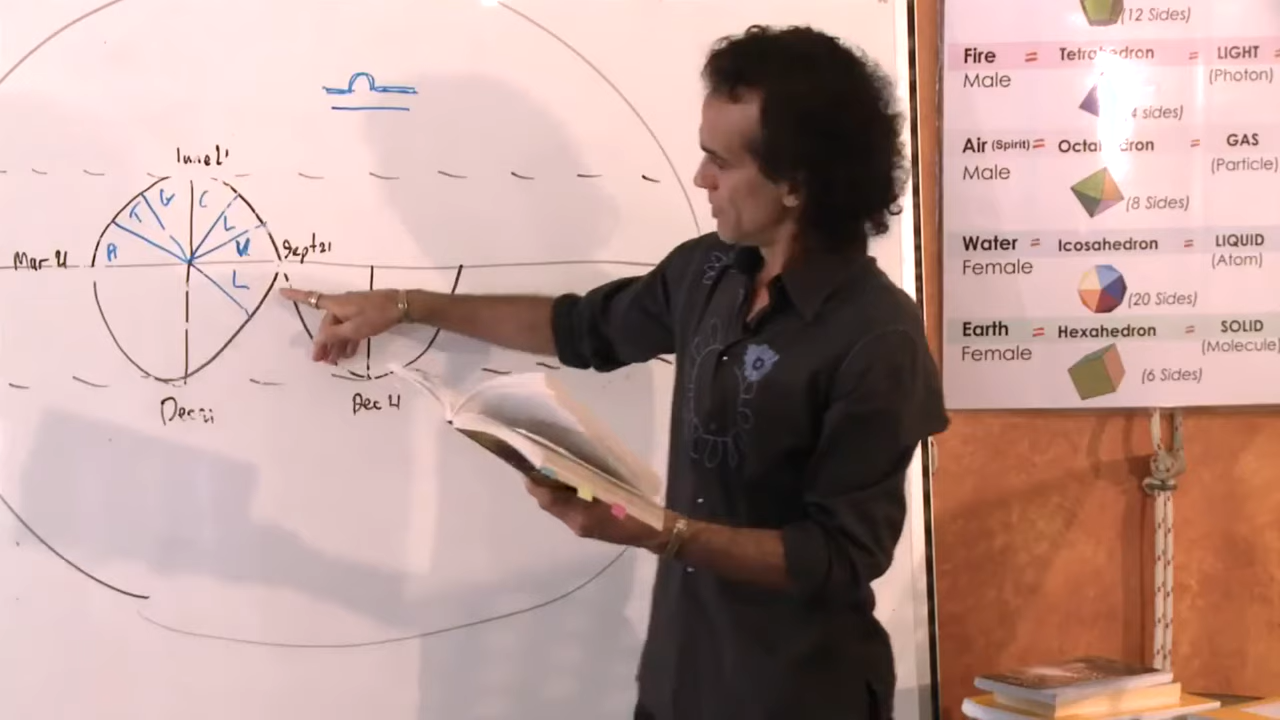 June 21
G C
T L
A V
Mar 21
Sept 21
L
Dec 21
Dec 21
(12 Sides)
Fire = Tetrahedron = LIGHT =
Male (Photon)
4 sides)
Air (Spirit) = Octahedron = GAS
Male (Particle)
(8 Sides)
Water = Icosahedron = LIQUID
Female (Atom)
(20 Sides)
Earth = Hexahedron = SOLID
Female (Molecule)
(6 Sides)